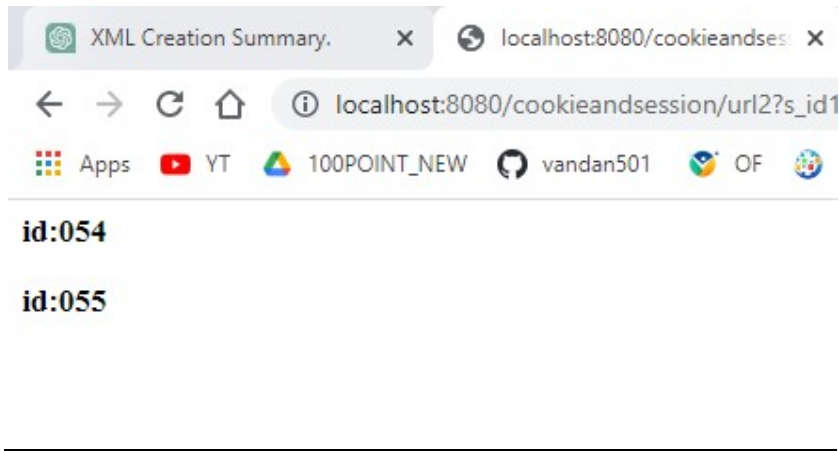 XML Creation Summary.
localhost:8080/cookieandses
localhost:8080/cookieandsession/url2?s_id1
Apps YT 100POINT_NEW vandan501 OF
id:054
id:055